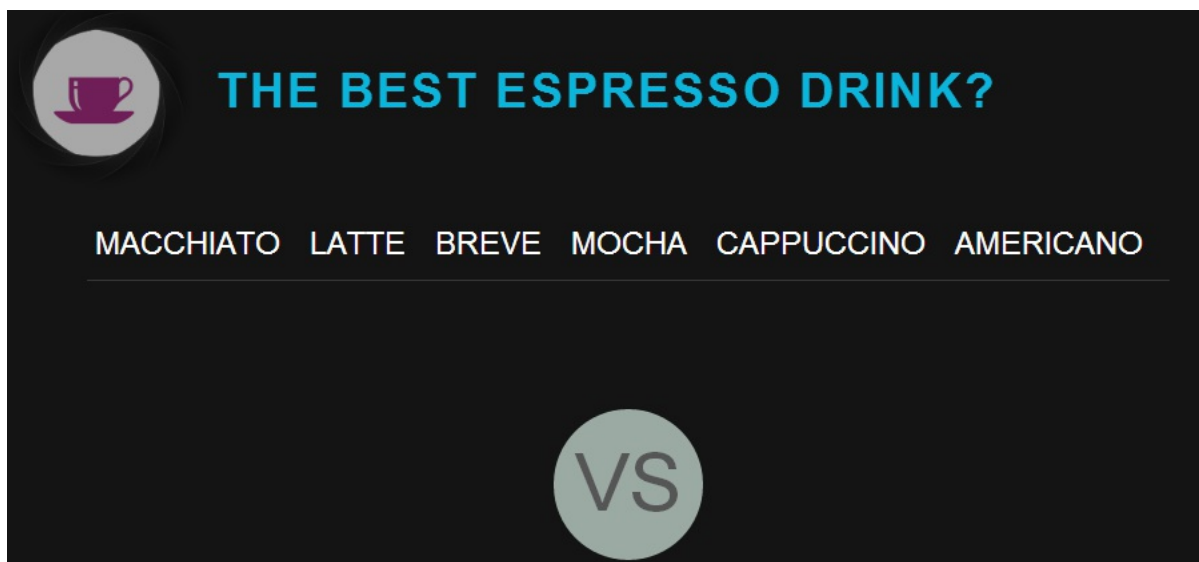 THE BEST ESPRESSO DRINK?
MACCHIATO LATTE BREVE MOCHA CAPPUCCINO AMERICANO
VS